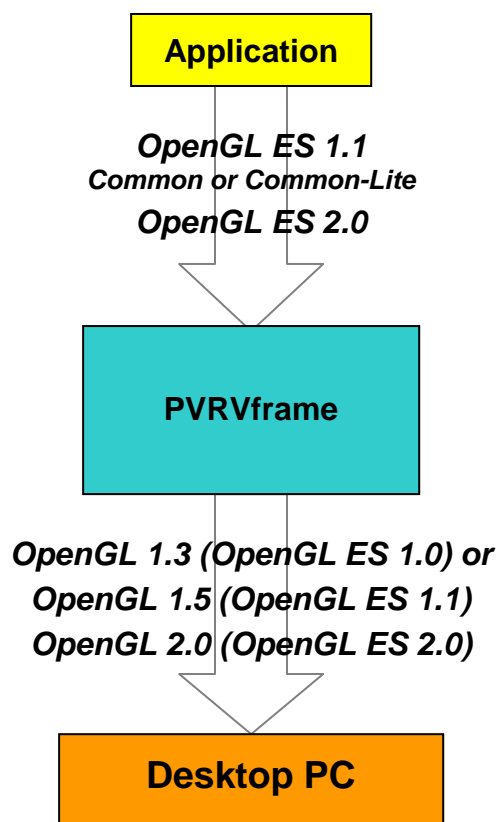 Application
OpenGL ES 1.1
Common or Common-Lite
OpenGL ES 2.0
PVRVframe
OpenGL 1.3 (OpenGL ES 1.0) or
OpenGL 1.5 (OpenGL ES 1.1)
OpenGL 2.0 (OpenGL ES 2.0)
Desktop PC